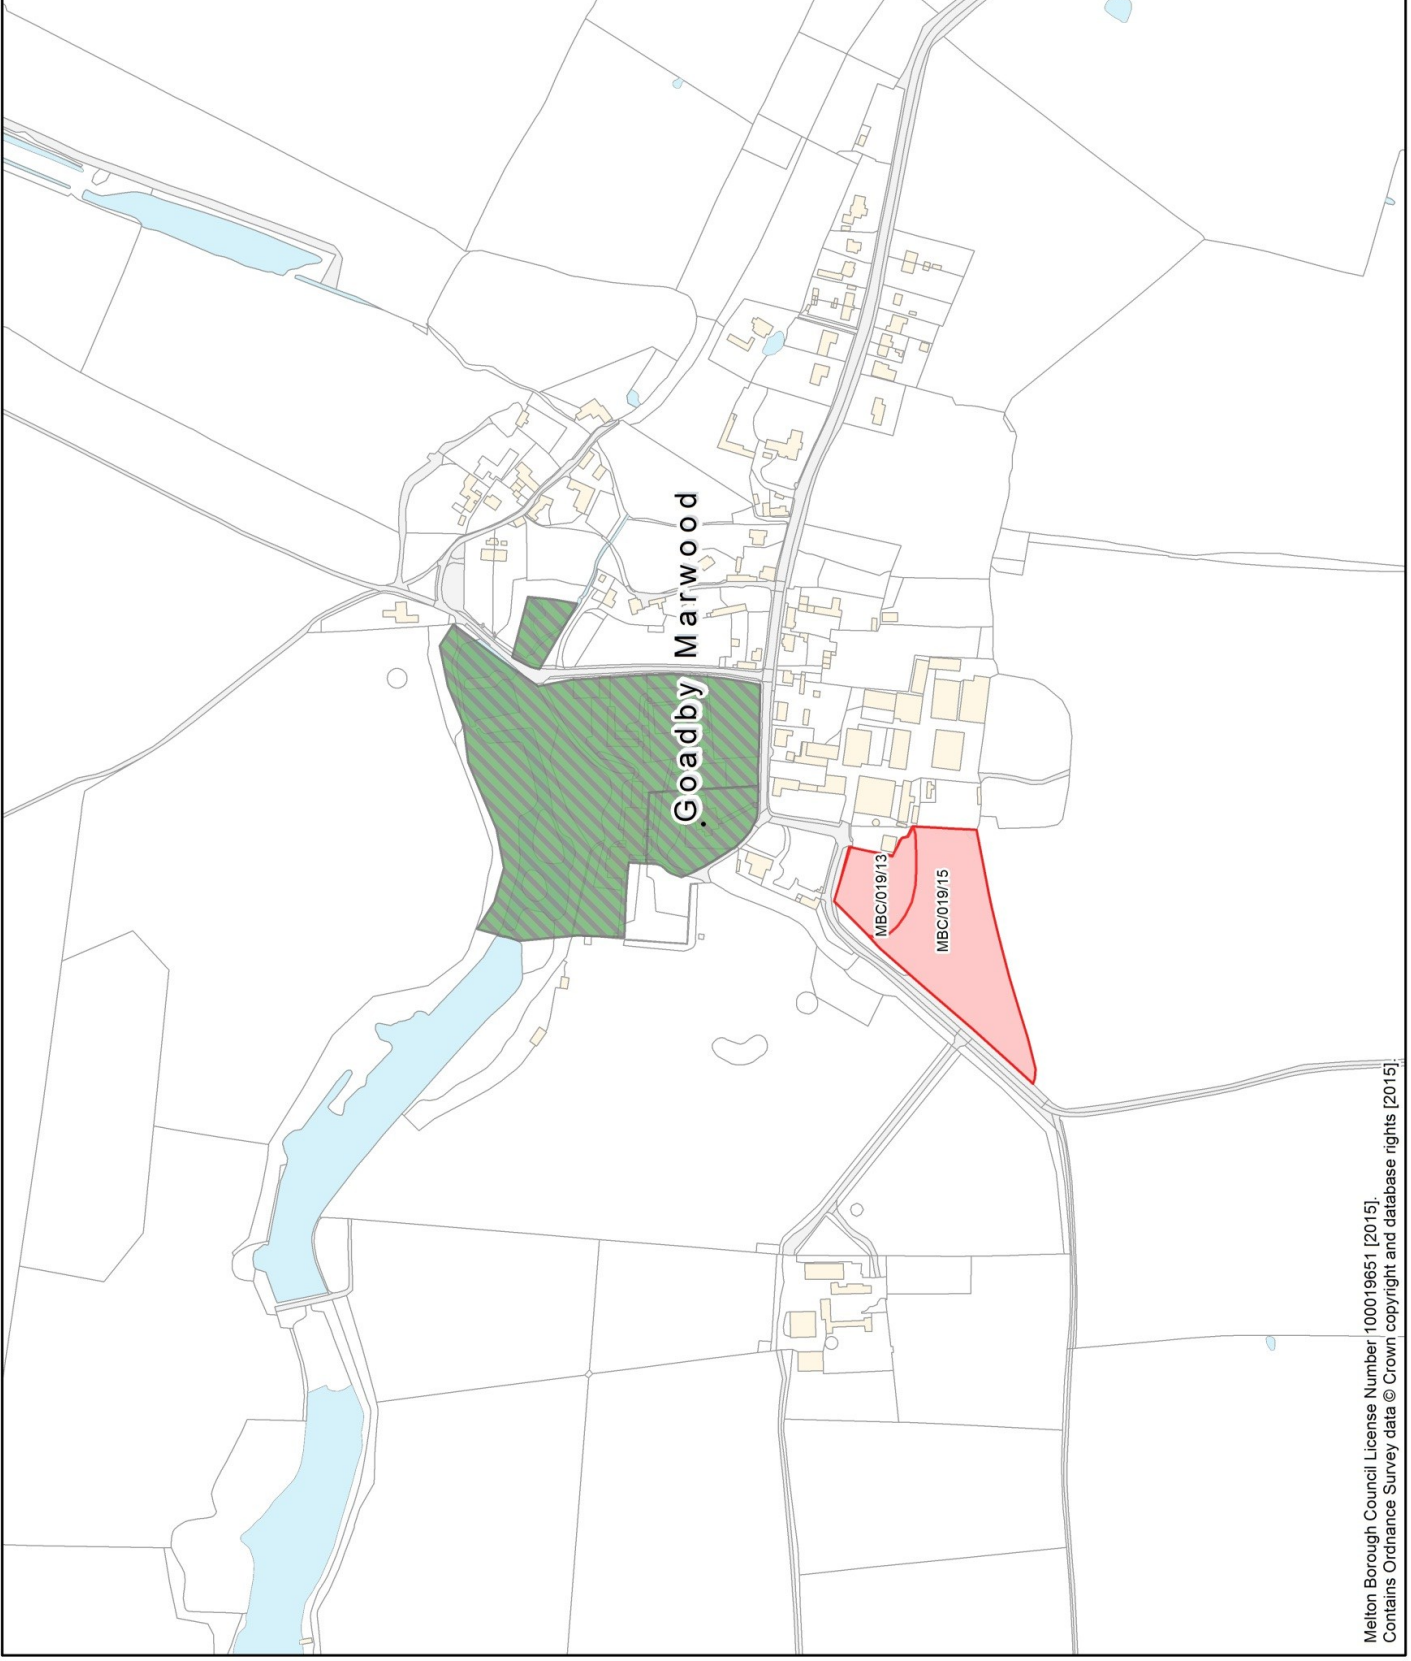 Goadby Marwood
MBC/019/13
MBC/019/15
Melton Borough Council License Number 100019651 [2015].
Contains Ordnance Survey data © Crown copyright and database rights [2015].